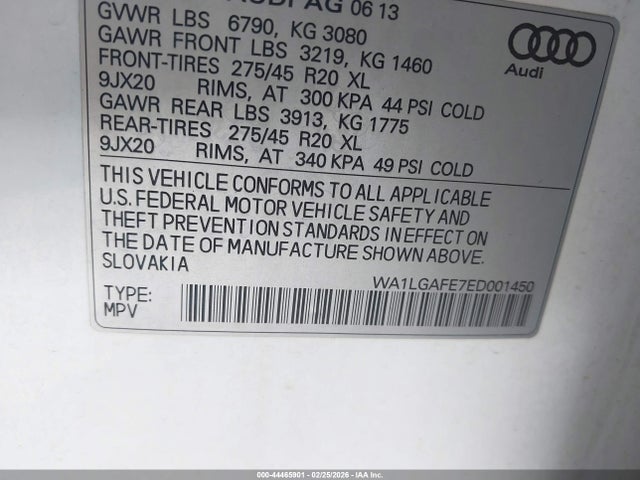 AUDI AG 06 13
GVWR LBS 6790, KG 3080
GAWR FRONT LBS 3219, KG 1460
FRONT-TIRES 275/45 R20 XL
9JX20 RIMS, AT 300 KPA 44 PSI COLD
GAWR REAR LBS 3913, KG 1775
REAR-TIRES 275/45 R20 XL
9JX20 RIMS, AT 340 KPA 49 PSI COLD
Audi
THIS VEHICLE CONFORMS TO ALL APPLICABLE
U.S. FEDERAL MOTOR VEHICLE SAFETY AND
THEFT PREVENTION STANDARDS IN EFFECT ON
THE DATE OF MANUFACTURE SHOWN ABOVE.
SLOVAKIA
WA1LGAFE7ED001450
TYPE:
MPV
000-44465901 - 02/25/2026 - IAAI Inc.